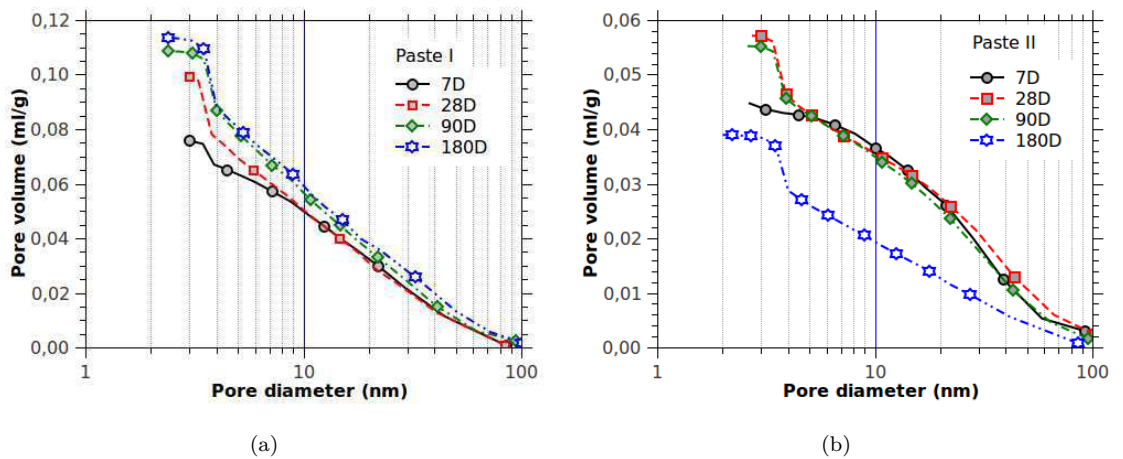 0,12
0,10
0,08
0,06
0,04
0,02
0,00
Pore volume (ml/g)
Paste I
7D
28D
90D
180D
1 10 100
Pore diameter (nm)
(a)
0,06
0,05
0,04
0,03
0,02
0,01
0,00
Pore volume (ml/g)
Paste II
7D
28D
90D
180D
1 10 100
Pore diameter (nm)
(b)